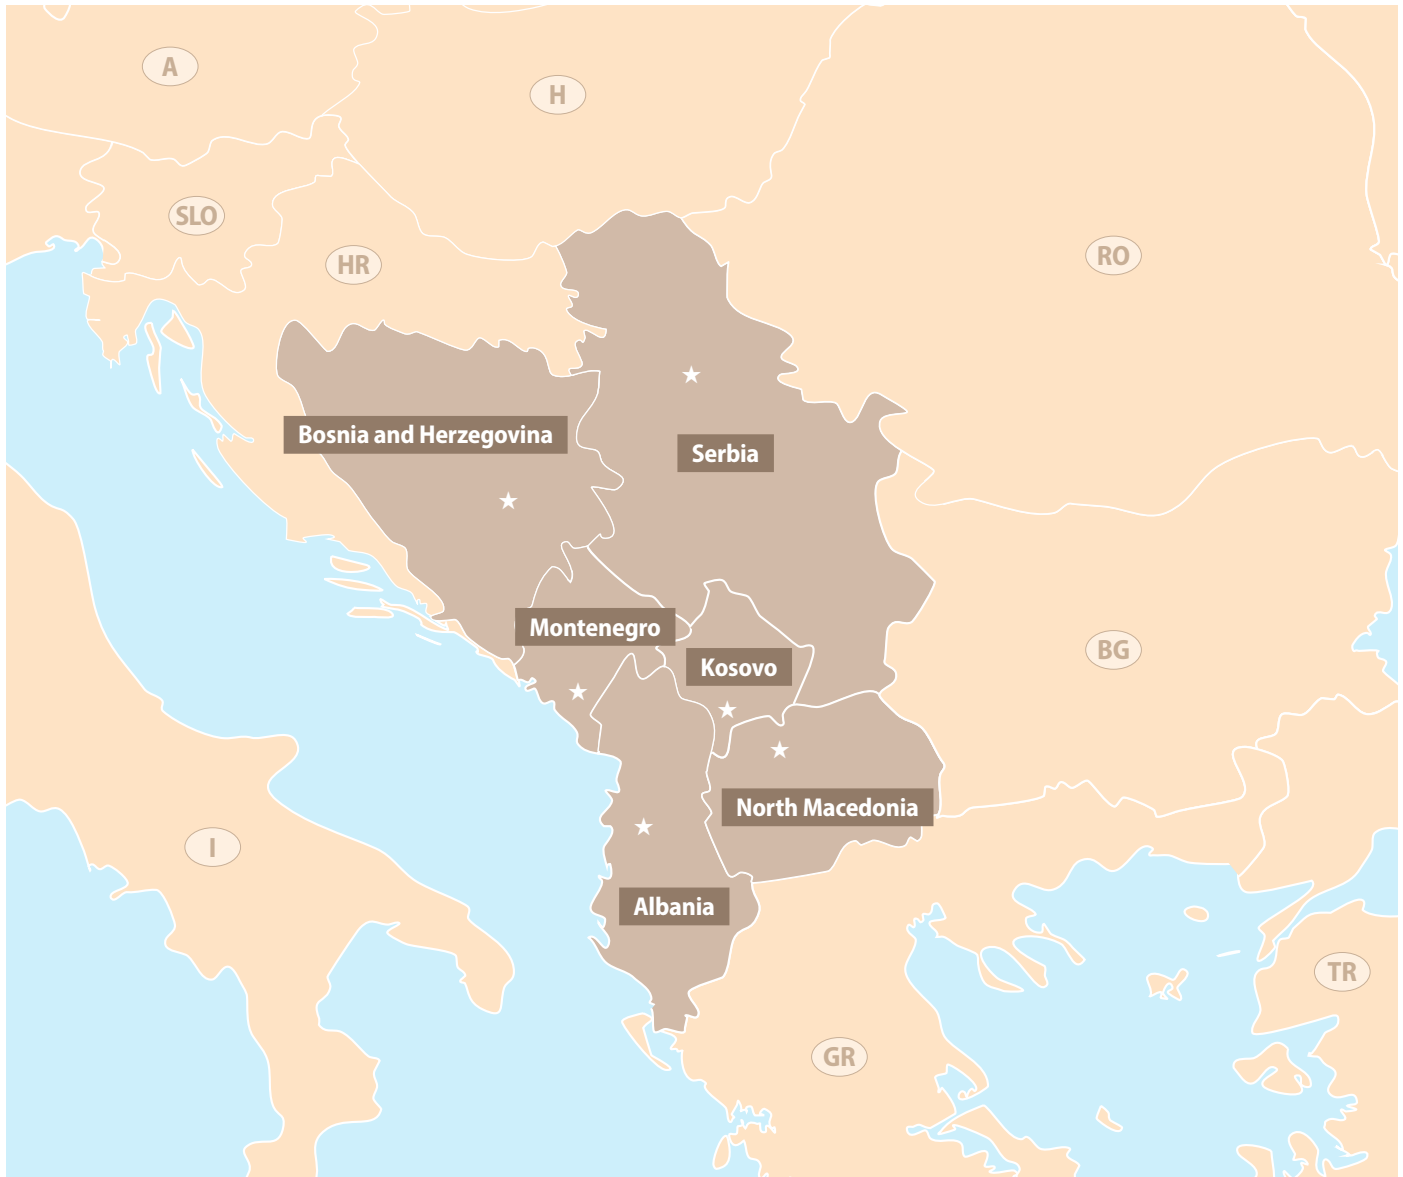 A
H
SLO
HR
RO
Bosnia and Herzegovina
Serbia
Montenegro
Kosovo
BG
North Macedonia
I
Albania
TR
GR